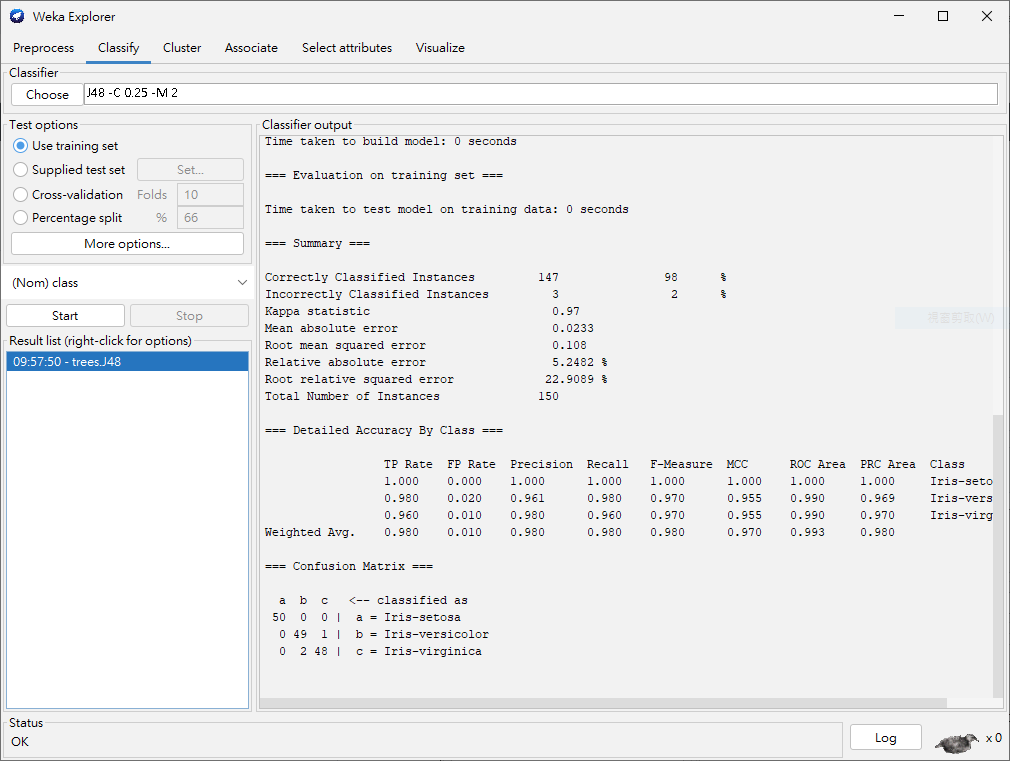 Weka Explorer
Preprocess Classify Cluster Associate Select attributes Visualize
Classifier
Choose J48 -C 0.25 -M 2
Test options
Use training set
Supplied test set Set...
Cross-validation Folds 10
Percentage split % 66
More options...
(Nom) class
Start Stop
Result list (right-click for options)
09:57:50 - trees.J48
Classifier output
Time taken to build model: 0 seconds
=== Evaluation on training set ===
Time taken to test model on training data: 0 seconds
=== Summary ===
Correctly Classified Instances 147 98 %
Incorrectly Classified Instances 3 2 %
Kappa statistic 0.97
Mean absolute error 0.0233
Root mean squared error 0.108
Relative absolute error 5.2482 %
Root relative squared error 22.9089 %
Total Number of Instances 150
=== Detailed Accuracy By Class ===
TP Rate FP Rate Precision Recall F-Measure MCC ROC Area PRC Area Class
1.000 0.000 1.000 1.000 1.000 1.000 1.000 1.000 Iris-seto
0.980 0.020 0.961 0.980 0.970 0.955 0.990 0.969 Iris-vers
0.960 0.010 0.980 0.960 0.970 0.955 0.990 0.970 Iris-virg
Weighted Avg. 0.980 0.010 0.980 0.980 0.980 0.970 0.993 0.980
=== Confusion Matrix ===
a b c <-- classified as
50 0 0 | a = Iris-setosa
0 49 1 | b = Iris-versicolor
0 2 48 | c = Iris-virginica
Status
OK
Log x 0